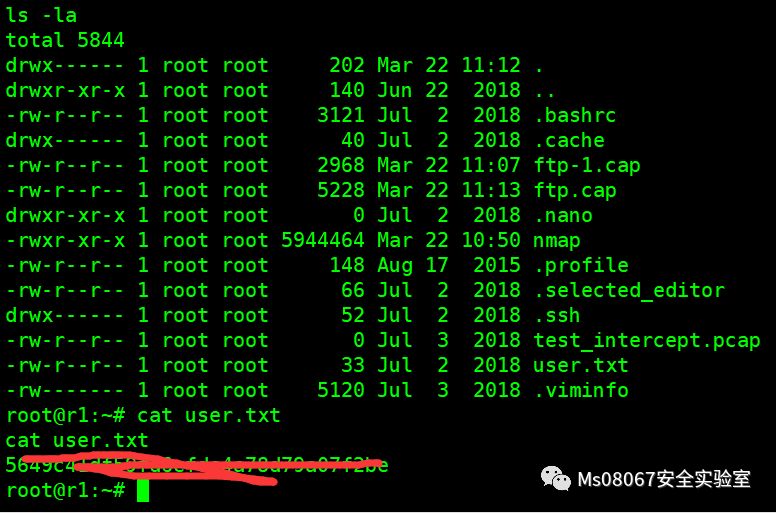 ls -la
total 5844
drwx------ 1 root root     202 Mar 22 11:12 .
drwxr-xr-x 1 root root     140 Jun 22  2018 ..
-rw-r--r-- 1 root root    3121 Jul  2  2018 .bashrc
drwx------ 1 root root      40 Jul  2  2018 .cache
-rw-r--r-- 1 root root    2968 Mar 22 11:07 ftp-1.cap
-rw-r--r-- 1 root root    5228 Mar 22 11:13 ftp.cap
drwxr-xr-x 1 root root       0 Jul  2  2018 .nano
-rwxr-xr-x 1 root root 5944464 Mar 22 10:50 nmap
-rw-r--r-- 1 root root     148 Aug 17  2015 .profile
-rw-r--r-- 1 root root      66 Jul  2  2018 .selected_editor
drwx------ 1 root root      52 Jul  2  2018 .ssh
-rw-r--r-- 1 root root       0 Jul  3  2018 test_intercept.pcap
-rw-r--r-- 1 root root      33 Jul  2  2018 user.txt
-rw------- 1 root root    5120 Jul  3  2018 .viminfo
root@r1:~# cat user.txt
cat user.txt
root@r1:~#
Ms08067安全实验室